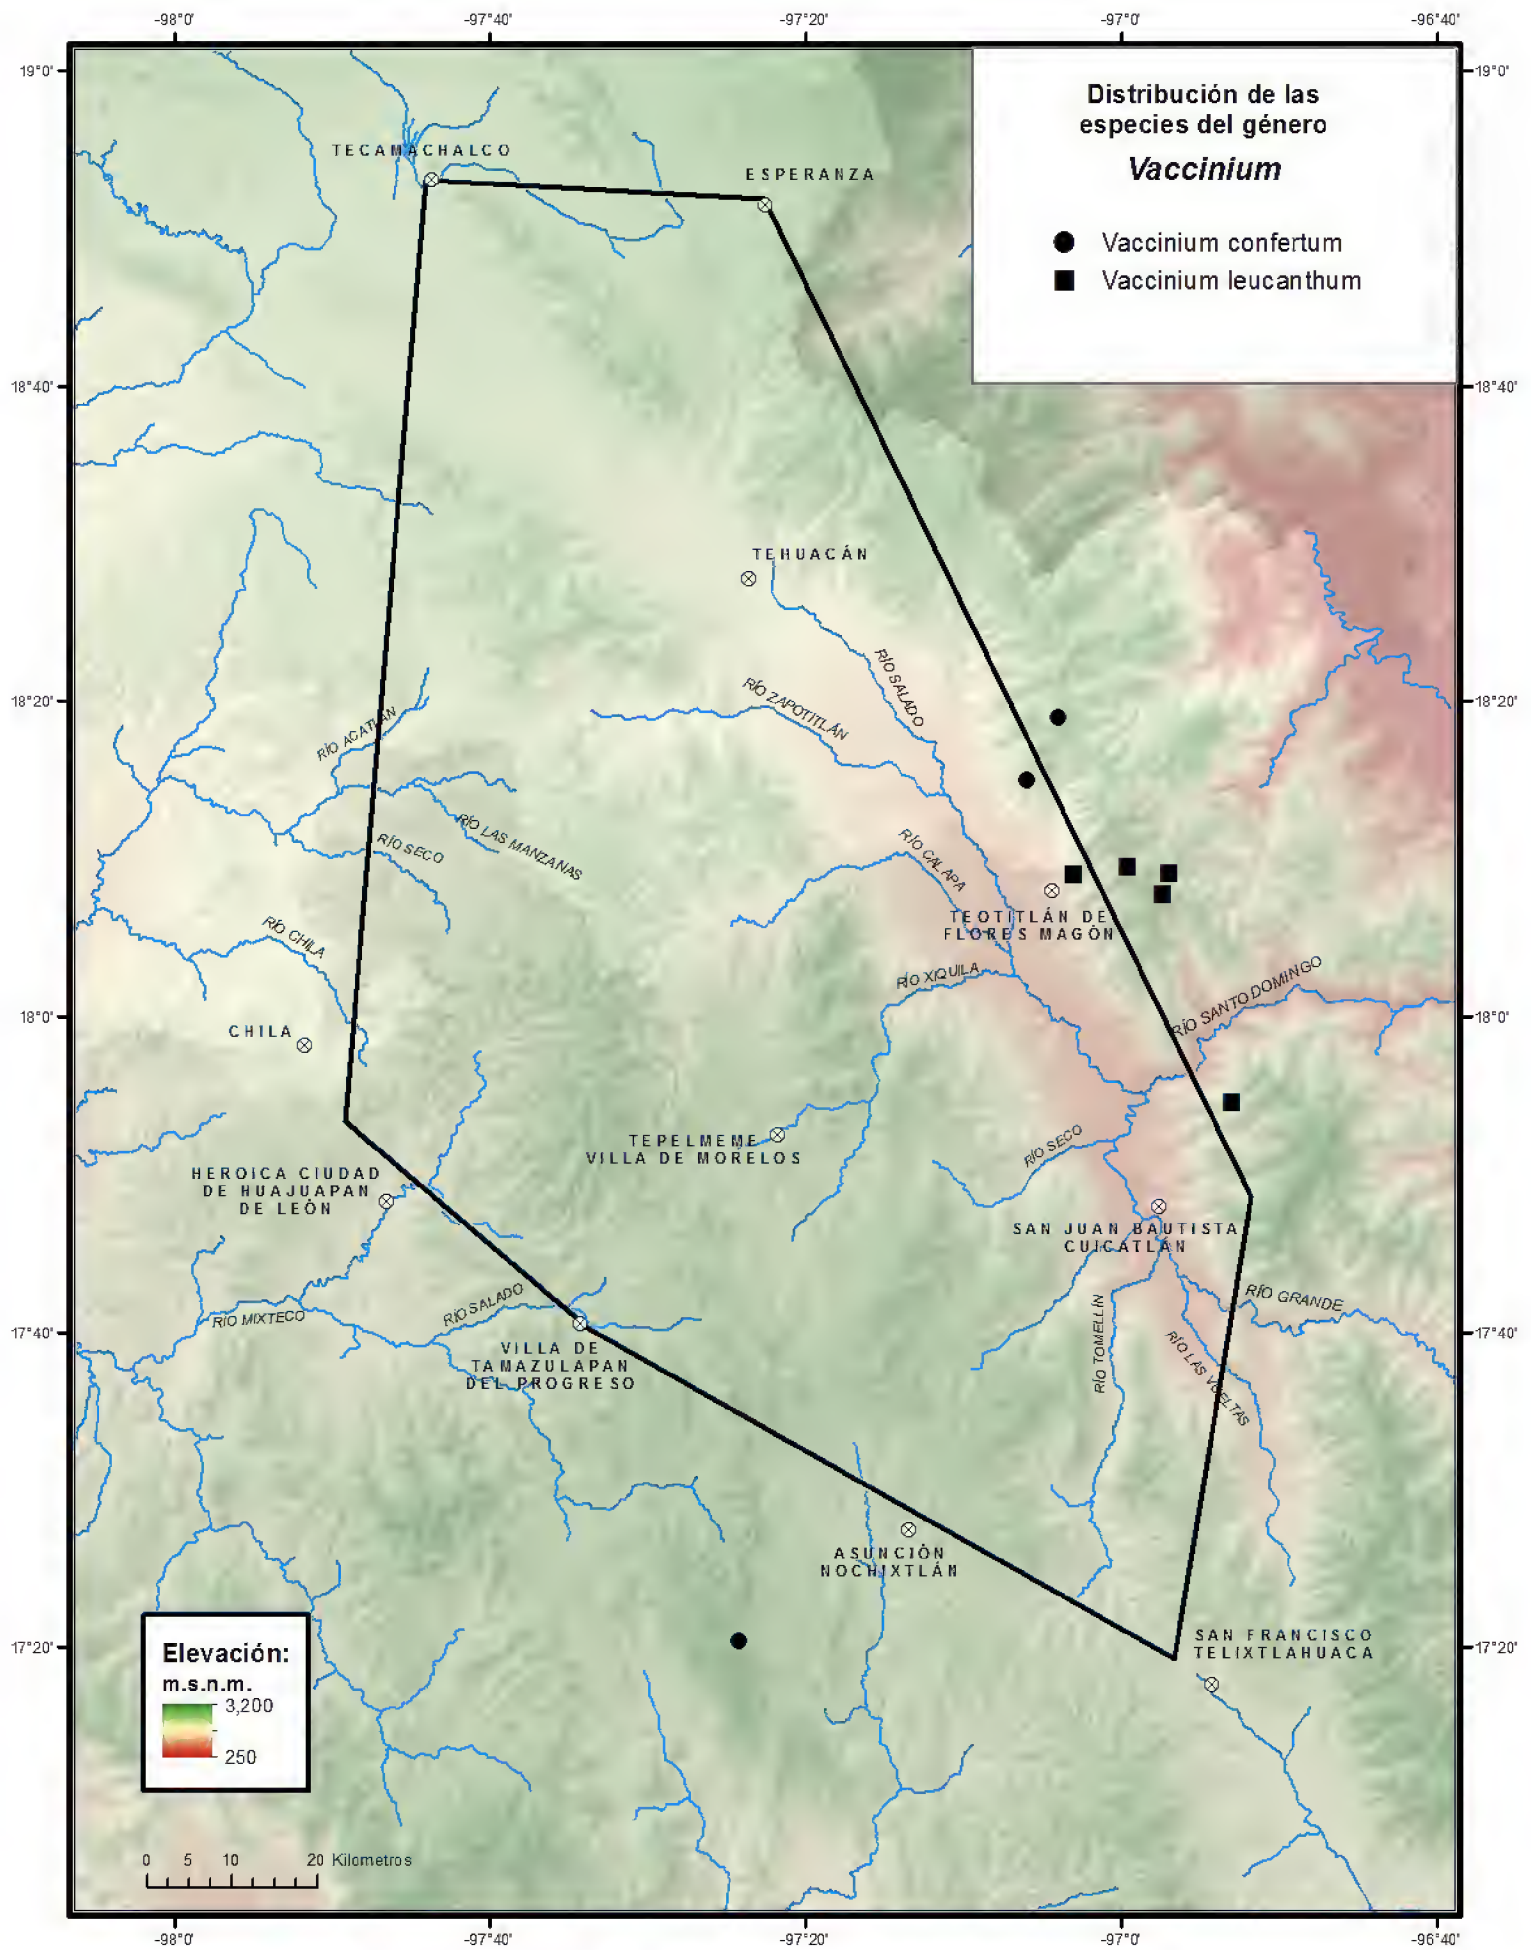 -98°0' -97°40' -97°20' -97°0' -96°40'
19°0' 19°0'
Distribución de las
especies del género
Vaccinium
Vaccinium confertum
Vaccinium leucanthum
TECAMACHALCO
ESPERANZA
18°40' 18°40'
TEHUACÁN
RÍO SALADO
RÍO ZAPOTITLÁN
18°20' 18°20'
RÍO ACATLÁN
RÍO LAS MANZANAS
RÍO SECO
RÍO CALAPA
TEOTITLÁN DE
FLORES MAGÓN
RÍO CHILA
RÍO XIQUILA
RÍO SANTO DOMINGO
18°0' 18°0'
CHILA
RÍO SECO
TEPELMEME
VILLA DE MORELOS
HEROICA CIUDAD
DE HUAJUAPAN
DE LEÓN
SAN JUAN BAUTISTA
CUICATLÁN
RÍO GRANDE
RÍO SALADO
RÍO MIXTECO
RÍO TOMELLÍN
RÍO LAS VUELTAS
17°40' 17°40'
VILLA DE
TAMAZULAPAN
DEL PROGRESO
ASUNCIÓN
NOCHIXTLÁN
SAN FRANCISCO
TELIXTLAHUACA
17°20' 17°20'
Elevación:
m.s.n.m.
3,200
250
0 5 10 20 Kilometros
-98°0' -97°40' -97°20' -97°0' -96°40'